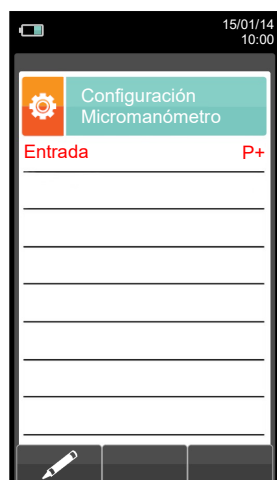 15/01/14
10:00
Configuración
Micromanómetro
Entrada P+